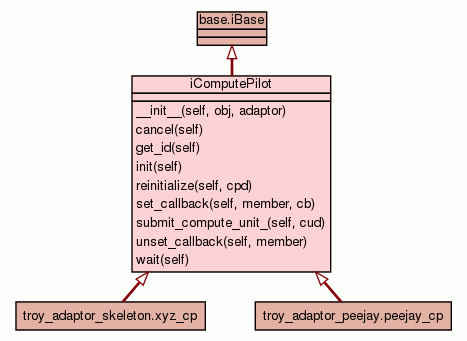 base.iBase
iComputePilot
__init__(self, obj, adaptor)
cancel(self)
get_id(self)
init(self)
reinitialize(self, cpd)
set_callback(self, member, cb)
submit_compute_unit_(self, cud)
unset_callback(self, member)
wait(self)
troy_adaptor_skeleton.xyz_cp
troy_adaptor_peejay.peejay_cp